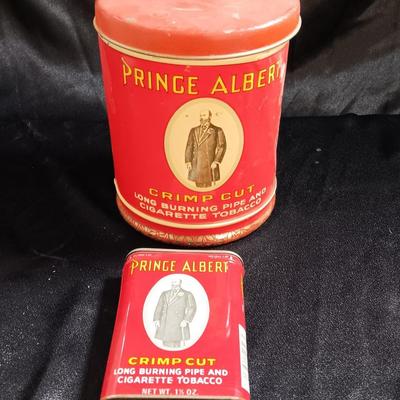 PRINCE ALBERT
CRIMP CUT
LONG BURNING PIPE AND
CIGARETTE TOBACCO
PRINCE ALBERT
CRIMP CUT
LONG BURNING PIPE AND
CIGARETTE TOBACCO
NET WT. 1½ OZ.